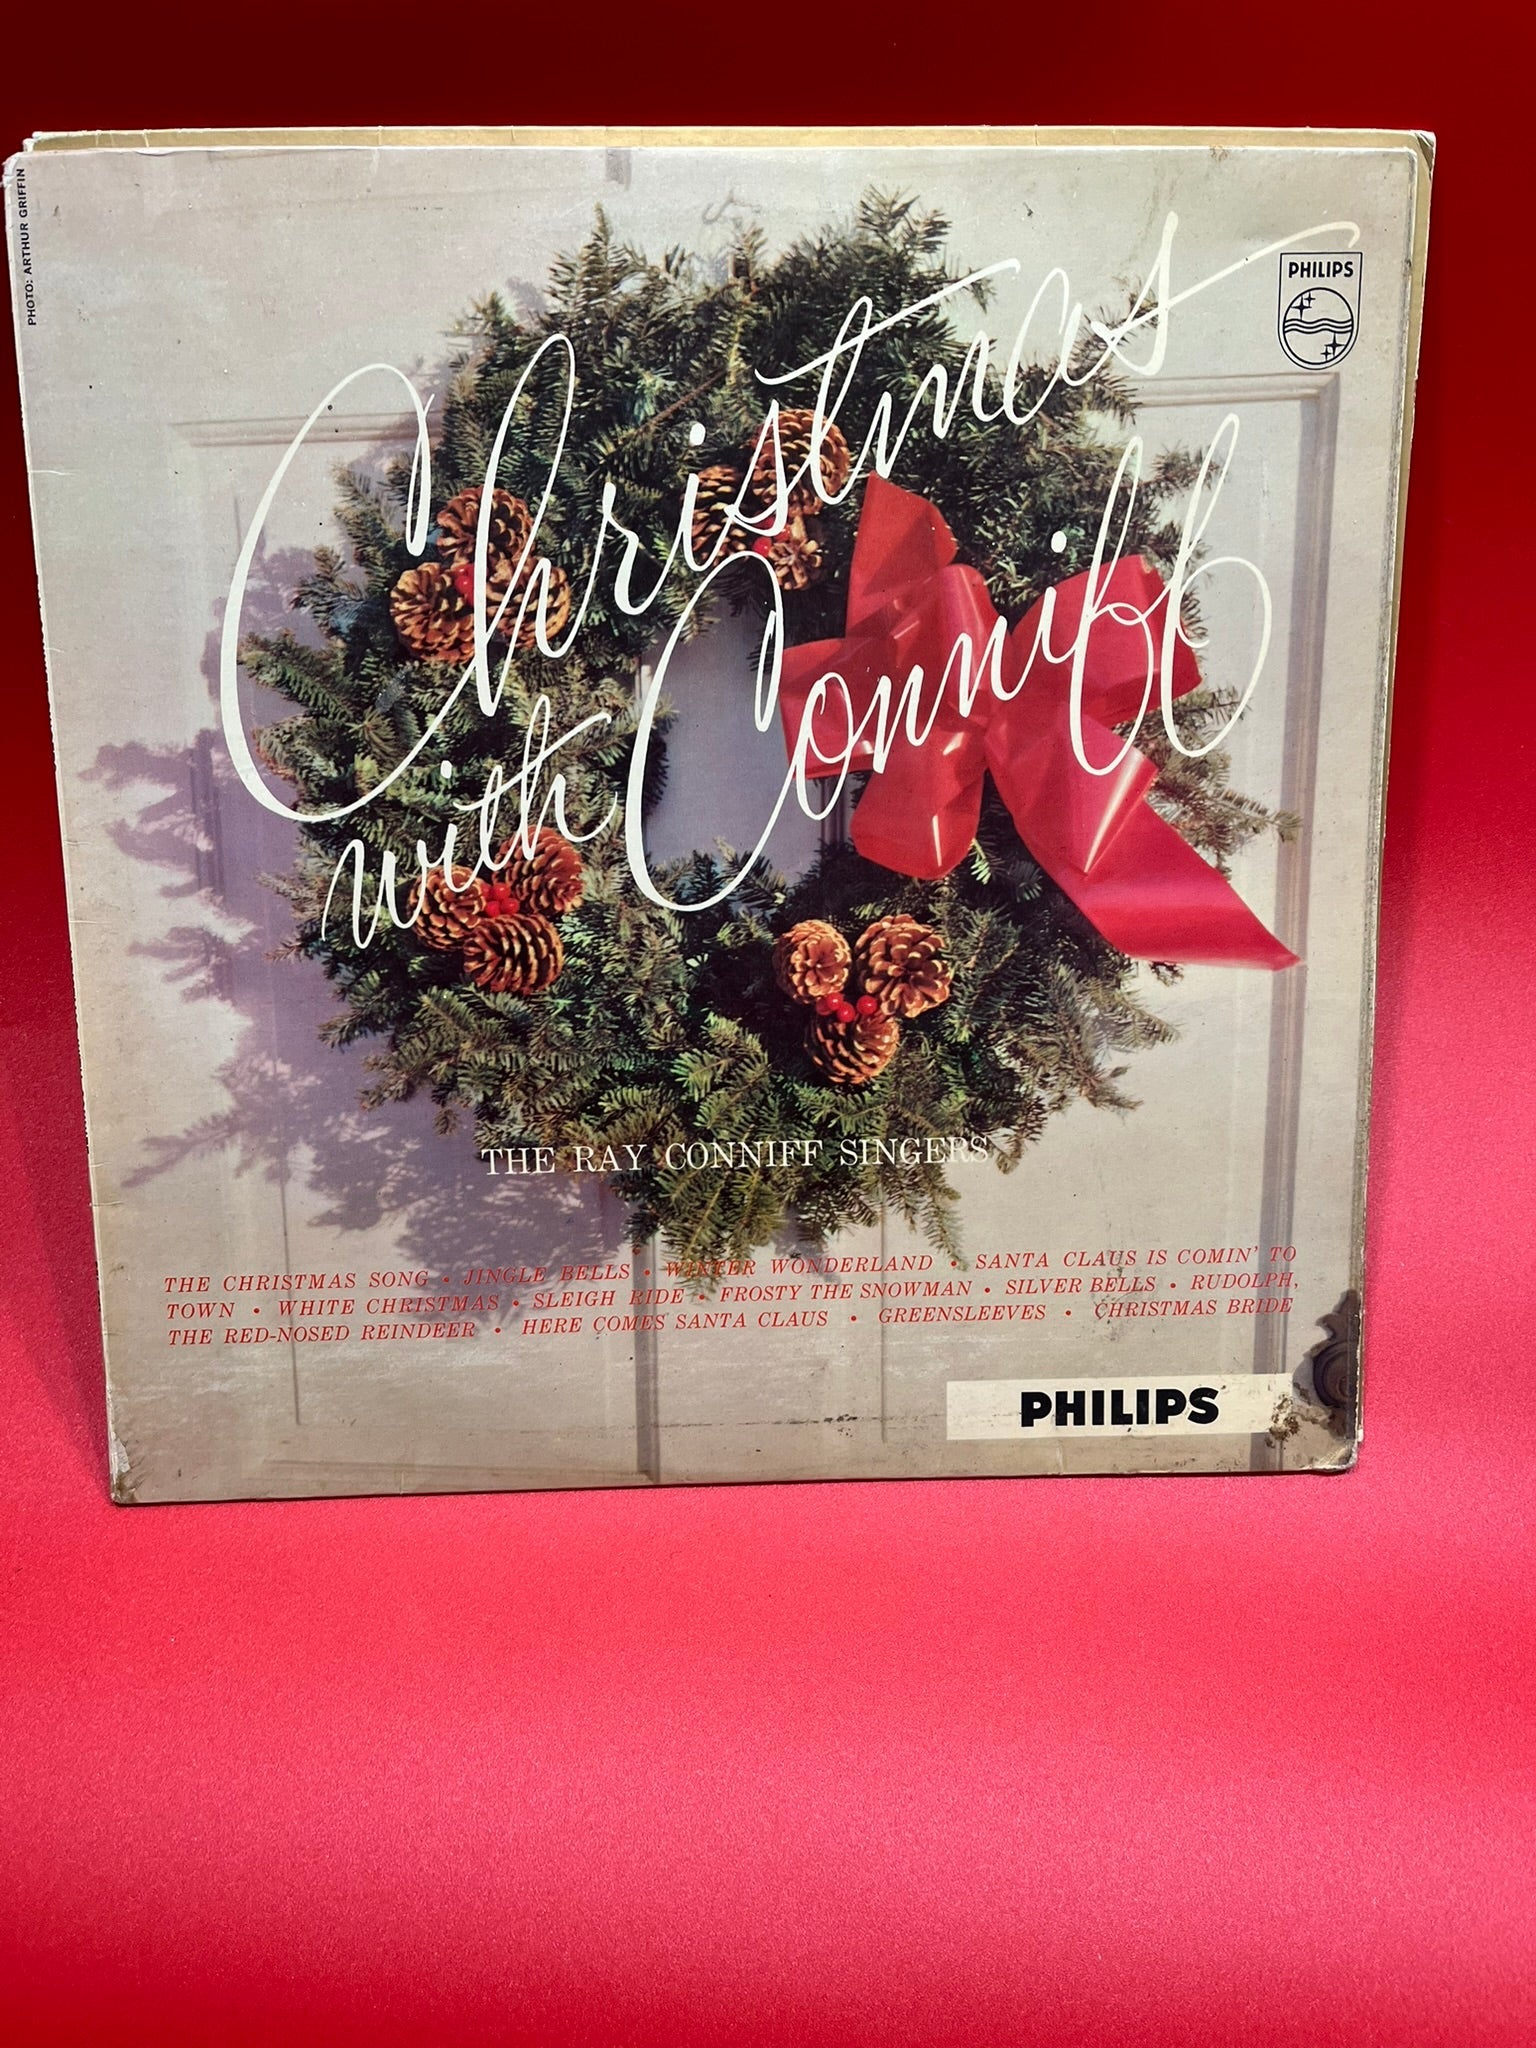 PHOTO: ARTHUR GRIFFIN
PHILIPS
Christmas
with Conniff
THE RAY CONNIFF SINGERS
THE CHRISTMAS SONG • JINGLE BELLS • WINTER WONDERLAND • SANTA CLAUS IS COMIN' TO
TOWN • WHITE CHRISTMAS • SLEIGH RIDE • FROSTY THE SNOWMAN • SILVER BELLS • RUDOLPH,
THE RED-NOSED REINDEER • HERE COMES SANTA CLAUS • GREENSLEEVES • CHRISTMAS BRIDE
PHILIPS